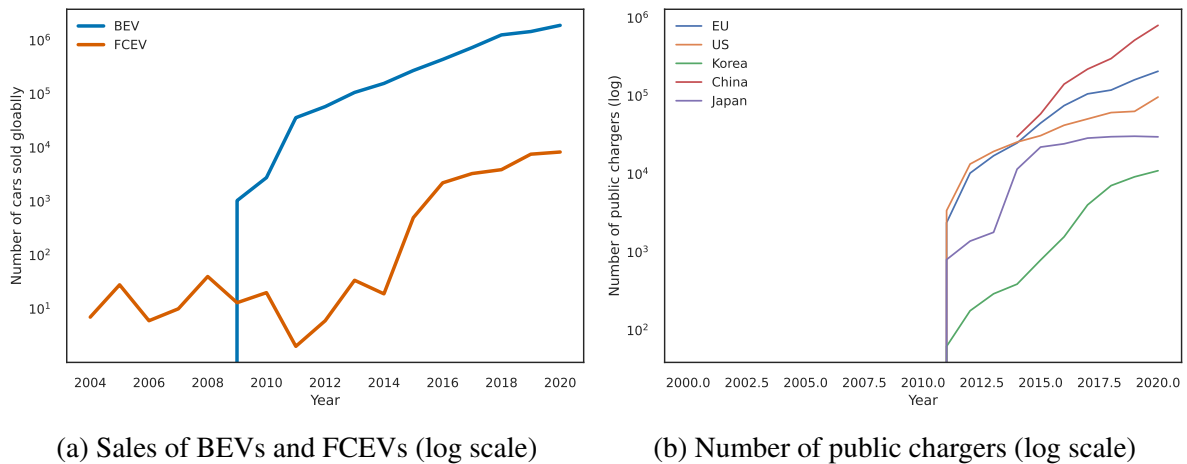 BEV
FCEV
Number of cars sold gloablly
10^6
10^5
10^4
10^3
10^2
10^1
2004 2006 2008 2010 2012 2014 2016 2018 2020
Year
(a) Sales of BEVs and FCEVs (log scale)
EU
US
Korea
China
Japan
Number of public chargers (log)
10^6
10^5
10^4
10^3
10^2
2000.0 2002.5 2005.0 2007.5 2010.0 2012.5 2015.0 2017.5 2020.0
Year
(b) Number of public chargers (log scale)